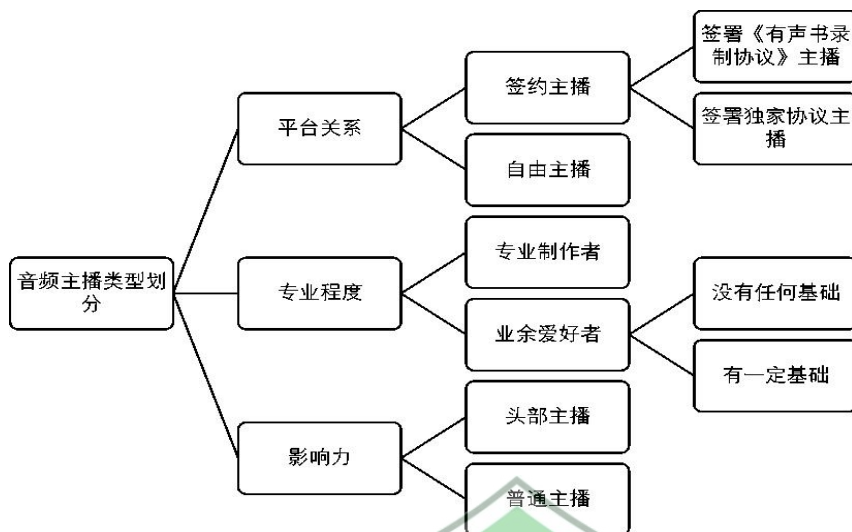 音频主播类型划
分
平台关系
签约主播
签署《有声书录
制协议》主播
签署独家协议主
播
自由主播
专业程度
专业制作者
业余爱好者
没有任何基础
有一定基础
影响力
头部主播
普通主播